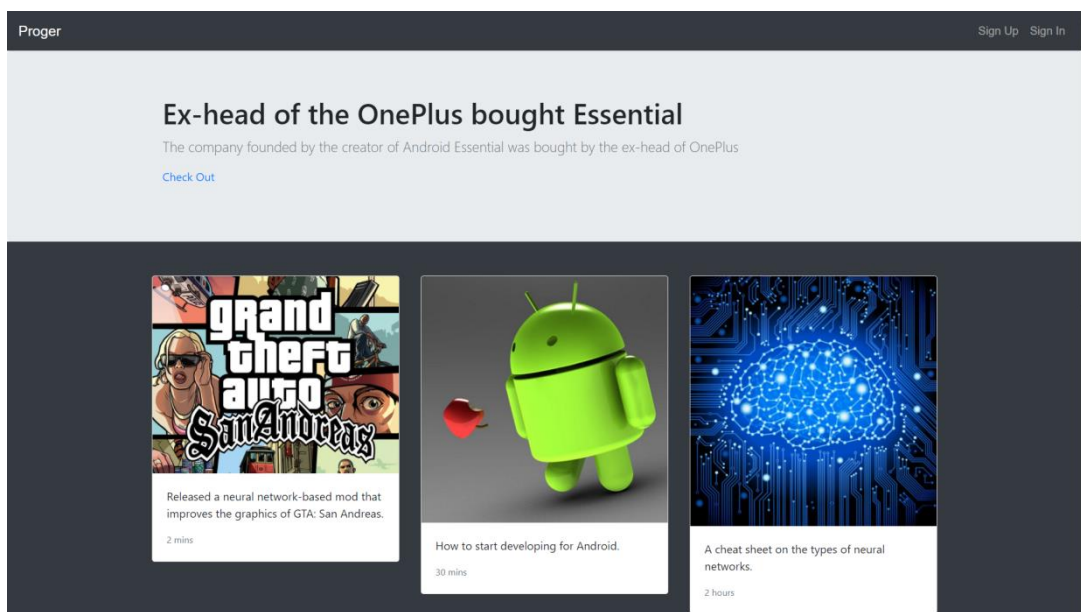 Proger
Sign Up Sign In
Ex-head of the OnePlus bought Essential
The company founded by the creator of Android Essential was bought by the ex-head of OnePlus
Check Out
grand
theft
auto
SanAndreas
Released a neural network-based mod that
improves the graphics of GTA: San Andreas.
2 mins
How to start developing for Android.
30 mins
A cheat sheet on the types of neural
networks.
2 hours